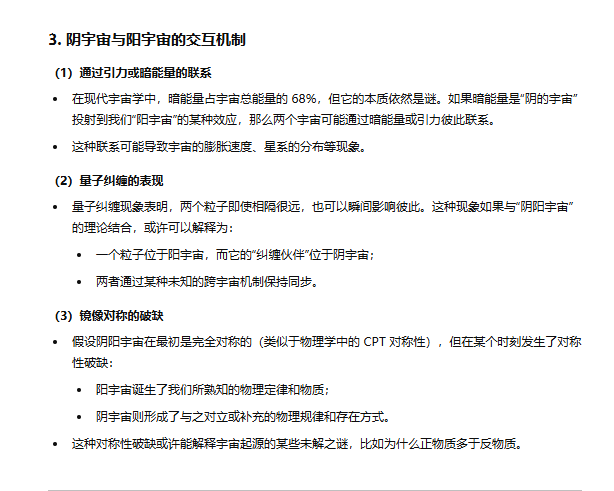 3. 阴宇宙与阳宇宙的交互机制
（1）通过引力或暗能量的联系
• 在现代宇宙学中，暗能量占宇宙总能量的 68%，但它的本质依然是谜。如果暗能量是“阴的宇宙”
投射到我们“阳宇宙”的某种效应，那么两个宇宙可能通过暗能量或引力彼此联系。
• 这种联系可能导致宇宙的膨胀速度、星系的分布等现象。
（2）量子纠缠的表现
• 量子纠缠现象表明，两个粒子即使相隔很远，也可以瞬间影响彼此。这种现象如果与“阴阳宇宙”
的理论结合，或许可以解释为：
• 一个粒子位于阳宇宙，而它的“纠缠伙伴”位于阴宇宙；
• 两者通过某种未知的跨宇宙机制保持同步。
（3）镜像对称的破缺
• 假设阴阳宇宙在最初是完全对称的（类似于物理学中的 CPT 对称性），但在某个时刻发生了对称
性破缺：
• 阳宇宙诞生了我们所熟知的物理定律和物质；
• 阴宇宙则形成了与之对立或补充的物理规律和存在方式。
• 这种对称性破缺或许能解释宇宙起源的某些未解之谜，比如为什么正物质多于反物质。